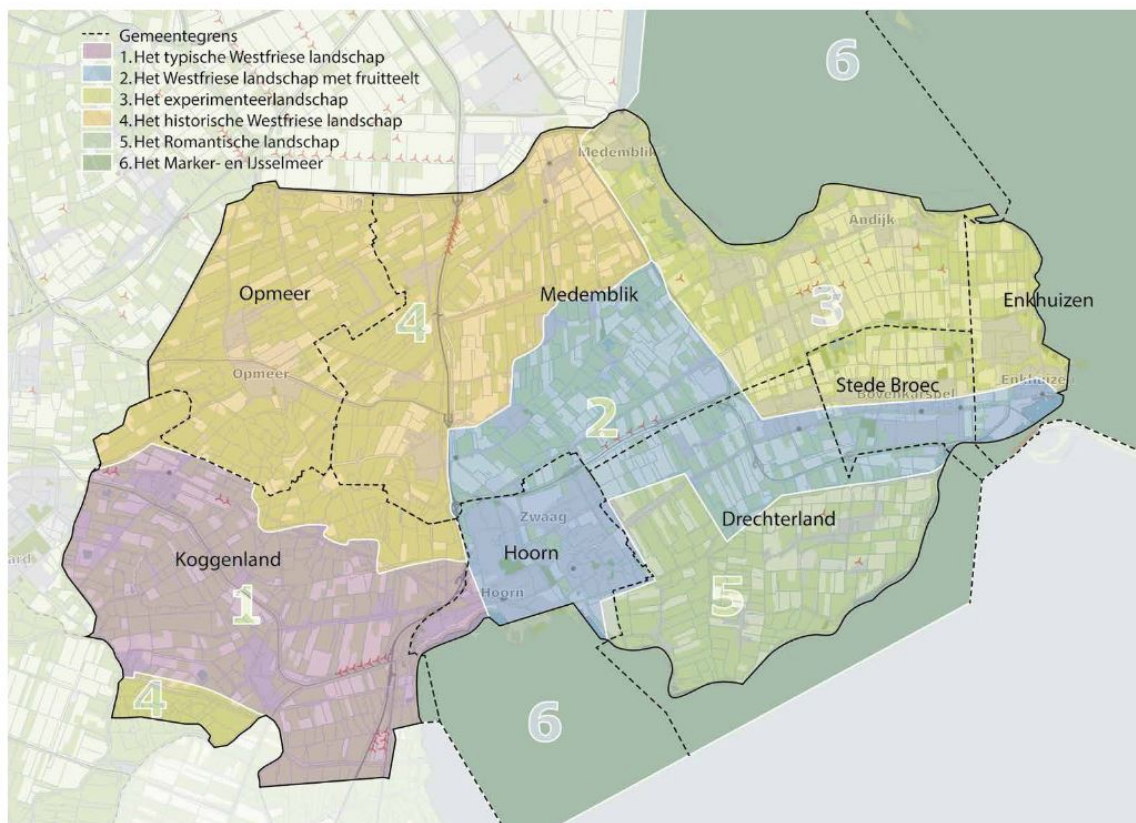 Gemeentegrens
1. Het typische Westfriese landschap
2. Het Westfriese landschap met fruitteelt
3. Het experimenteerlandschap
4. Het historische Westfriese landschap
5. Het Romantische landschap
6. Het Marker- en IJsselmeer
6
Medemblik
Andijk
Opmeer
Medemblik
3
Enkhuizen
4
Opmeer
Stede Broec
Enkhuizen
Bovenkarspel
2
Zwaag
Drechterland
Hoorn
Koggenland
ard
1
Hoorn
5
4
6